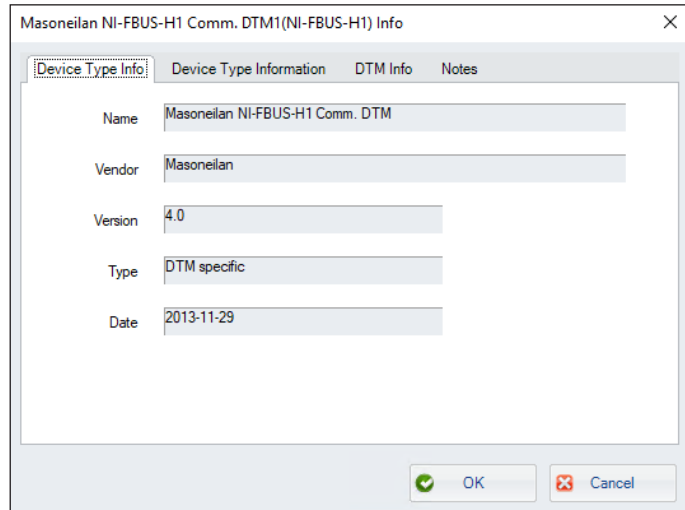 Masoneilan NI-FBUS-H1 Comm. DTM1(NI-FBUS-H1) Info
Device Type Info Device Type Information DTM Info Notes
Name Masoneilan NI-FBUS-H1 Comm. DTM
Vendor Masoneilan
Version 4.0
Type DTM specific
Date 2013-11-29
OK Cancel